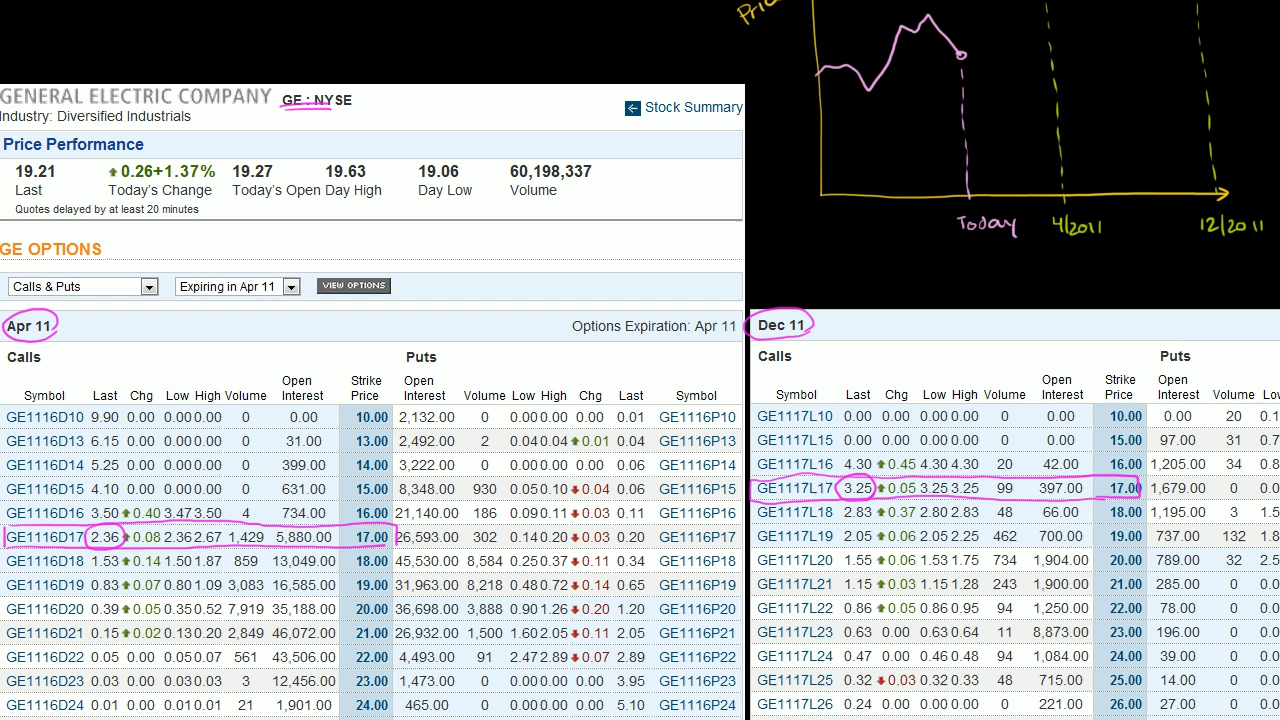 Price
GENERAL ELECTRIC COMPANY GE : NYSE
Industry: Diversified Industrials
Stock Summary
Price Performance
19.21 0.26+1.37% 19.27 19.63 19.06 60,198,337
Last Today's Change Today's Open Day High Day Low Volume
Quotes delayed by at least 20 minutes
Today 4/2011 12/2011
GE OPTIONS
Calls & Puts Expiring in Apr 11 VIEW OPTIONS
Apr 11 Options Expiration: Apr 11
Calls Puts
Symbol Last Chg Low High Volume Open Interest Strike Price Open Interest Volume Low High Chg Last Symbol
GE1116D10 9.90 0.00 0.00 0.00 0 0.00 10.00 2,132.00 0 0.00 0.00 0.00 0.01 GE1116P10
GE1116D13 6.15 0.00 0.00 0.00 0 31.00 13.00 2,492.00 2 0.04 0.04 0.01 0.04 GE1116P13
GE1116D14 5.25 0.00 0.00 0.00 0 399.00 14.00 3,222.00 0 0.00 0.00 0.00 0.06 GE1116P14
GE1116D15 4.10 0.00 0.00 0.00 0 631.00 15.00 8,348.00 920 0.05 0.10 0.04 0.06 GE1116P15
GE1116D16 3.50 0.40 3.47 3.50 4 734.00 16.00 21,140.00 186 0.09 0.11 0.03 0.11 GE1116P16
GE1116D17 2.36 0.08 2.36 2.67 1,429 5,880.00 17.00 26,593.00 302 0.14 0.20 0.03 0.20 GE1116P17
GE1116D18 1.53 0.14 1.50 1.87 859 13,049.00 18.00 45,530.00 8,584 0.25 0.37 0.11 0.34 GE1116P18
GE1116D19 0.83 0.07 0.80 1.09 3,083 16,585.00 19.00 31,963.00 8,218 0.48 0.72 0.14 0.65 GE1116P19
GE1116D20 0.39 0.05 0.35 0.52 7,919 35,188.00 20.00 36,698.00 3,888 0.90 1.26 0.20 1.20 GE1116P20
GE1116D21 0.15 0.02 0.13 0.20 2,849 46,072.00 21.00 26,932.00 1,500 1.60 2.05 0.11 2.05 GE1116P21
GE1116D22 0.05 0.00 0.05 0.07 561 43,506.00 22.00 4,493.00 91 2.47 2.89 0.07 2.89 GE1116P22
GE1116D23 0.03 0.00 0.03 0.03 3 12,456.00 23.00 1,473.00 0 0.00 0.00 0.00 3.95 GE1116P23
GE1116D24 0.01 0.00 0.01 0.01 21 1,901.00 24.00 465.00 0 0.00 0.00 0.00 5.10 GE1116P24
Dec 11
Calls Puts
Symbol Last Chg Low High Volume Open Interest Strike Price Open Interest Volume Lo
GE1117L10 0.00 0.00 0.00 0.00 0 0.00 10.00 0.00 20 0.1
GE1117L15 0.00 0.00 0.00 0.00 0 0.00 15.00 97.00 31 0.7
GE1117L16 4.30 0.45 4.30 4.30 20 42.00 16.00 1,202.00 34 0.8
GE1117L17 3.25 0.05 3.25 3.25 99 397.00 17.00 1,679.00 0 0.0
GE1117L18 2.83 0.37 2.80 2.83 48 66.00 18.00 1,195.00 3 1.5
GE1117L19 2.05 0.06 2.05 2.25 462 700.00 19.00 737.00 132 1.8
GE1117L20 1.55 0.06 1.53 1.75 734 1,904.00 20.00 789.00 32 2.5
GE1117L21 1.15 0.03 1.15 1.28 243 1,900.00 21.00 285.00 0 0.0
GE1117L22 0.86 0.05 0.86 0.95 94 1,250.00 22.00 78.00 0 0.0
GE1117L23 0.63 0.00 0.63 0.64 11 8,873.00 23.00 196.00 0 0.0
GE1117L24 0.47 0.00 0.46 0.48 94 1,084.00 24.00 39.00 0 0.0
GE1117L25 0.32 0.03 0.32 0.33 48 715.00 25.00 14.00 0 0.0
GE1117L26 0.24 0.00 0.00 0.00 0 221.00 26.00 27.00 0 0.0